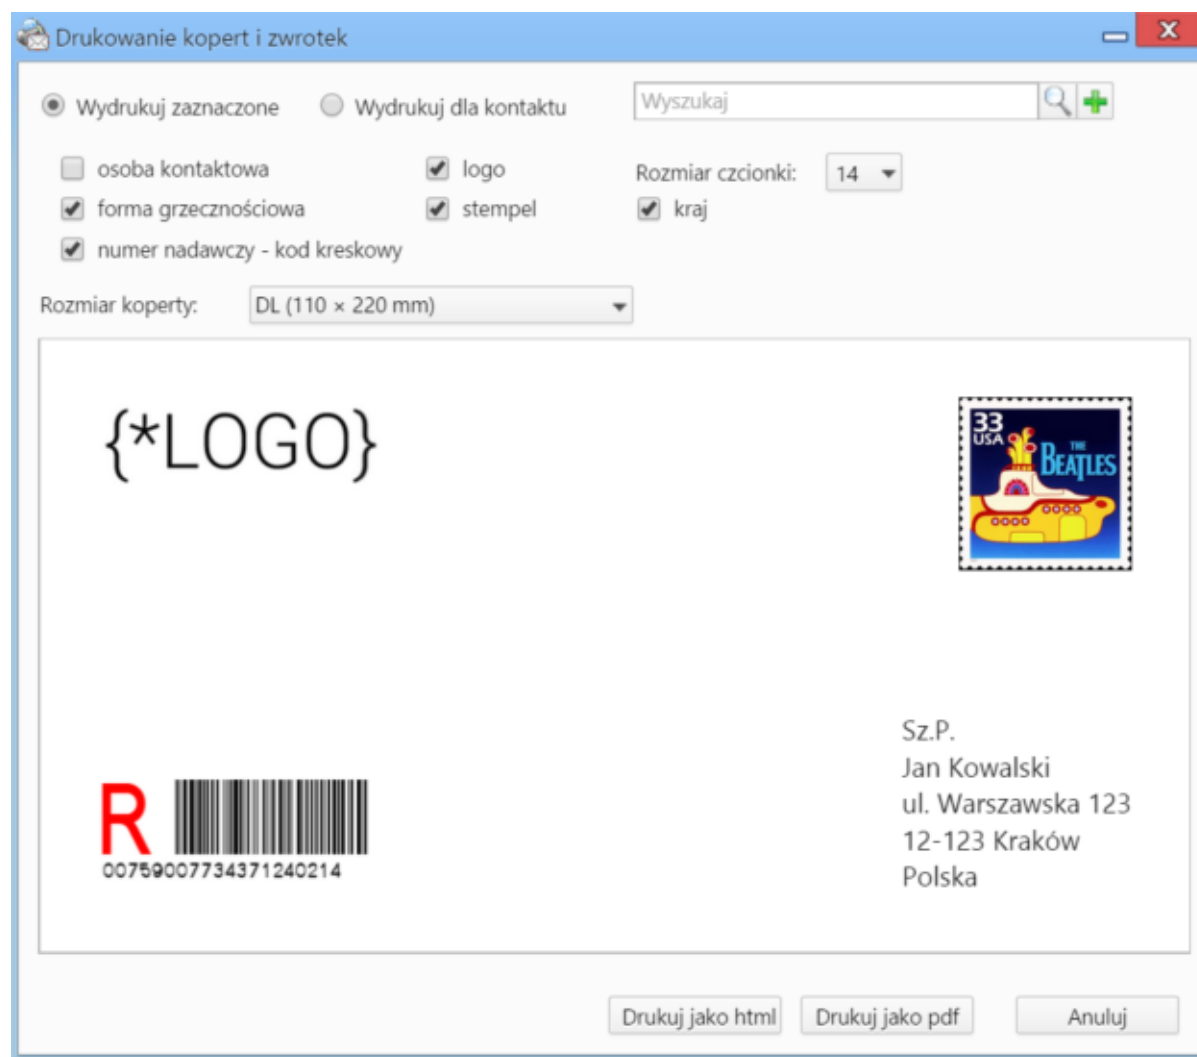 Drukowanie kopert i zwrotek
Wydrukuj zaznaczone
Wydrukuj dla kontaktu
Wyszukaj
osoba kontaktowa
logo
Rozmiar czcionki:
14
forma grzecznościowa
stempel
kraj
numer nadawczy - kod kreskowy
Rozmiar koperty:
DL (110 × 220 mm)
{*LOGO}
33
USA
THE
BEATLES
Sz.P.
Jan Kowalski
ul. Warszawska 123
12-123 Kraków
Polska
R
00759007734371240214
Drukuj jako html
Drukuj jako pdf
Anuluj